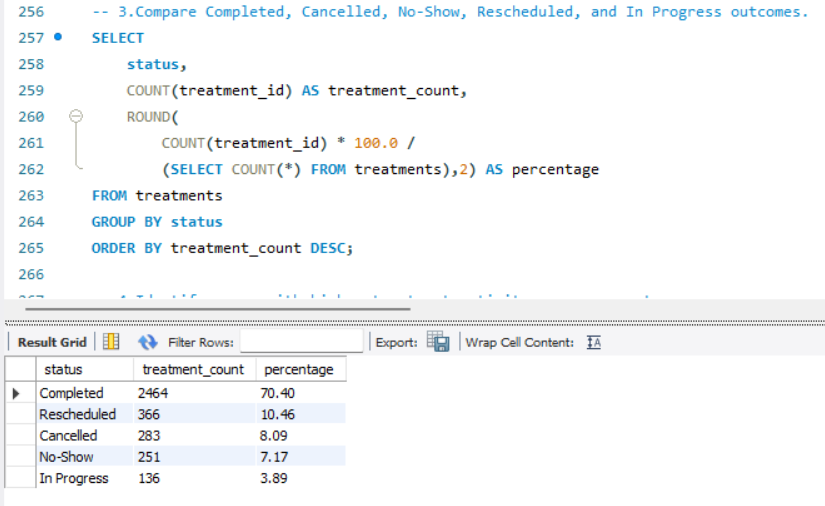 256 -- 3.Compare Completed, Cancelled, No-Show, Rescheduled, and In Progress outcomes.
257 SELECT
258 status,
259 COUNT(treatment_id) AS treatment_count,
260 ROUND(
261 COUNT(treatment_id) * 100.0 /
262 (SELECT COUNT(*) FROM treatments),2) AS percentage
263 FROM treatments
264 GROUP BY status
265 ORDER BY treatment_count DESC;
266
Result Grid Filter Rows: Export: Wrap Cell Content: IA
status treatment_count percentage
Completed 2464 70.40
Rescheduled 366 10.46
Cancelled 283 8.09
No-Show 251 7.17
In Progress 136 3.89